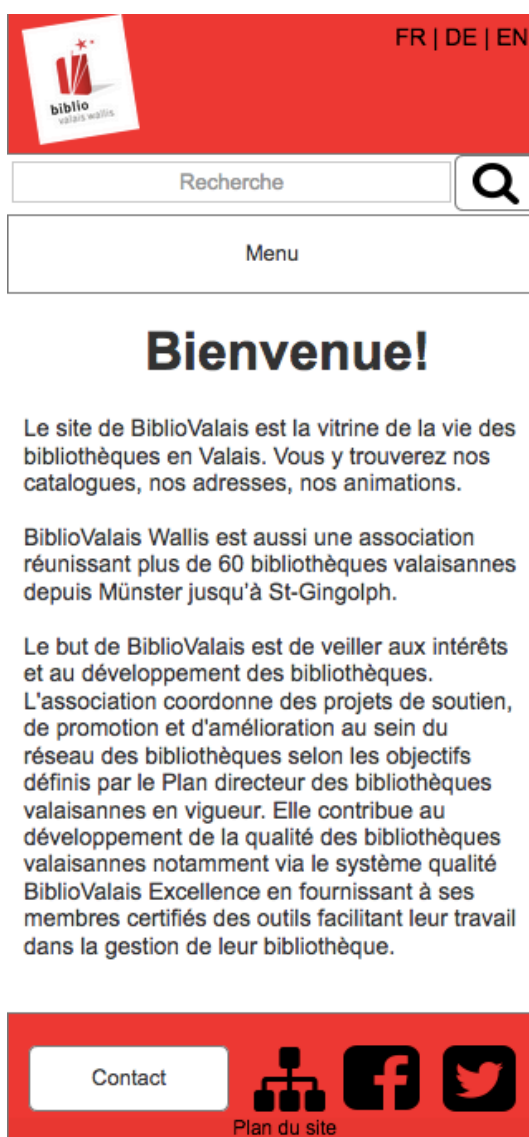 biblio
valais wallis
FR | DE | EN
Recherche
Menu
Bienvenue!
Le site de BiblioValais est la vitrine de la vie des
bibliothèques en Valais. Vous y trouverez nos
catalogues, nos adresses, nos animations.
BiblioValais Wallis est aussi une association
réunissant plus de 60 bibliothèques valaisannes
depuis Münster jusqu'à St-Gingolph.
Le but de BiblioValais est de veiller aux intérêts
et au développement des bibliothèques.
L'association coordonne des projets de soutien,
de promotion et d'amélioration au sein du
réseau des bibliothèques selon les objectifs
définis par le Plan directeur des bibliothèques
valaisannes en vigueur. Elle contribue au
développement de la qualité des bibliothèques
valaisannes notamment via le système qualité
BiblioValais Excellence en fournissant à ses
membres certifiés des outils facilitant leur travail
dans la gestion de leur bibliothèque.
Contact
Plan du site